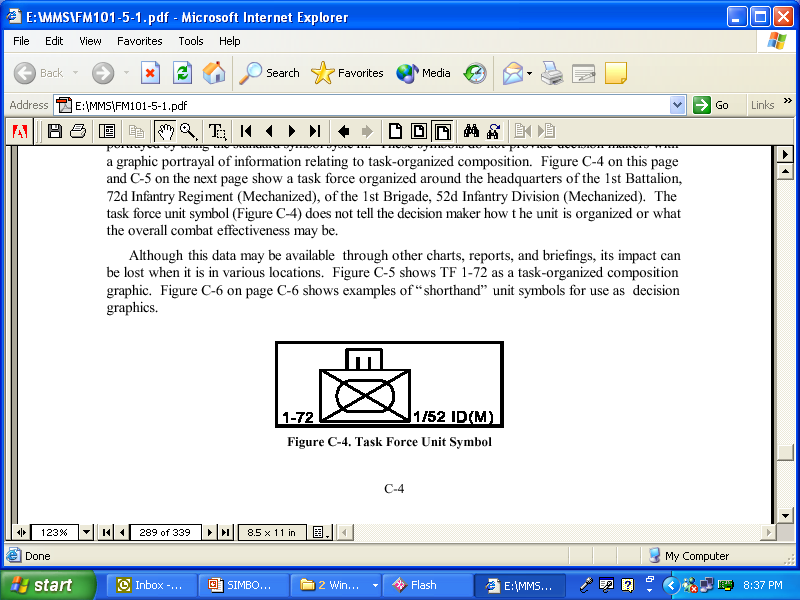 E:\MMS\FM101-5-1.pdf - Microsoft Internet Explorer
File Edit View Favorites Tools Help
Back Search Favorites Media
Address E:\MMS\FM101-5-1.pdf Go Links »
a graphic portrayal of information relating to task-organized composition. Figure C-4 on this page
and C-5 on the next page show a task force organized around the headquarters of the 1st Battalion,
72d Infantry Regiment (Mechanized), of the 1st Brigade, 52d Infantry Division (Mechanized). The
task force unit symbol (Figure C-4) does not tell the decision maker how t he unit is organized or what
the overall combat effectiveness may be.
Although this data may be available through other charts, reports, and briefings, its impact can
be lost when it is in various locations. Figure C-5 shows TF 1-72 as a task-organized composition
graphic. Figure C-6 on page C-6 shows examples of “shorthand” unit symbols for use as decision
graphics.
1-72 1/52 ID(M)
Figure C-4. Task Force Unit Symbol
C-4
123% 289 of 339 8.5 x 11 in
Done My Computer
start Inbox -... SIMBO... 2 Win... Flash E:\MMS... 8:37 PM